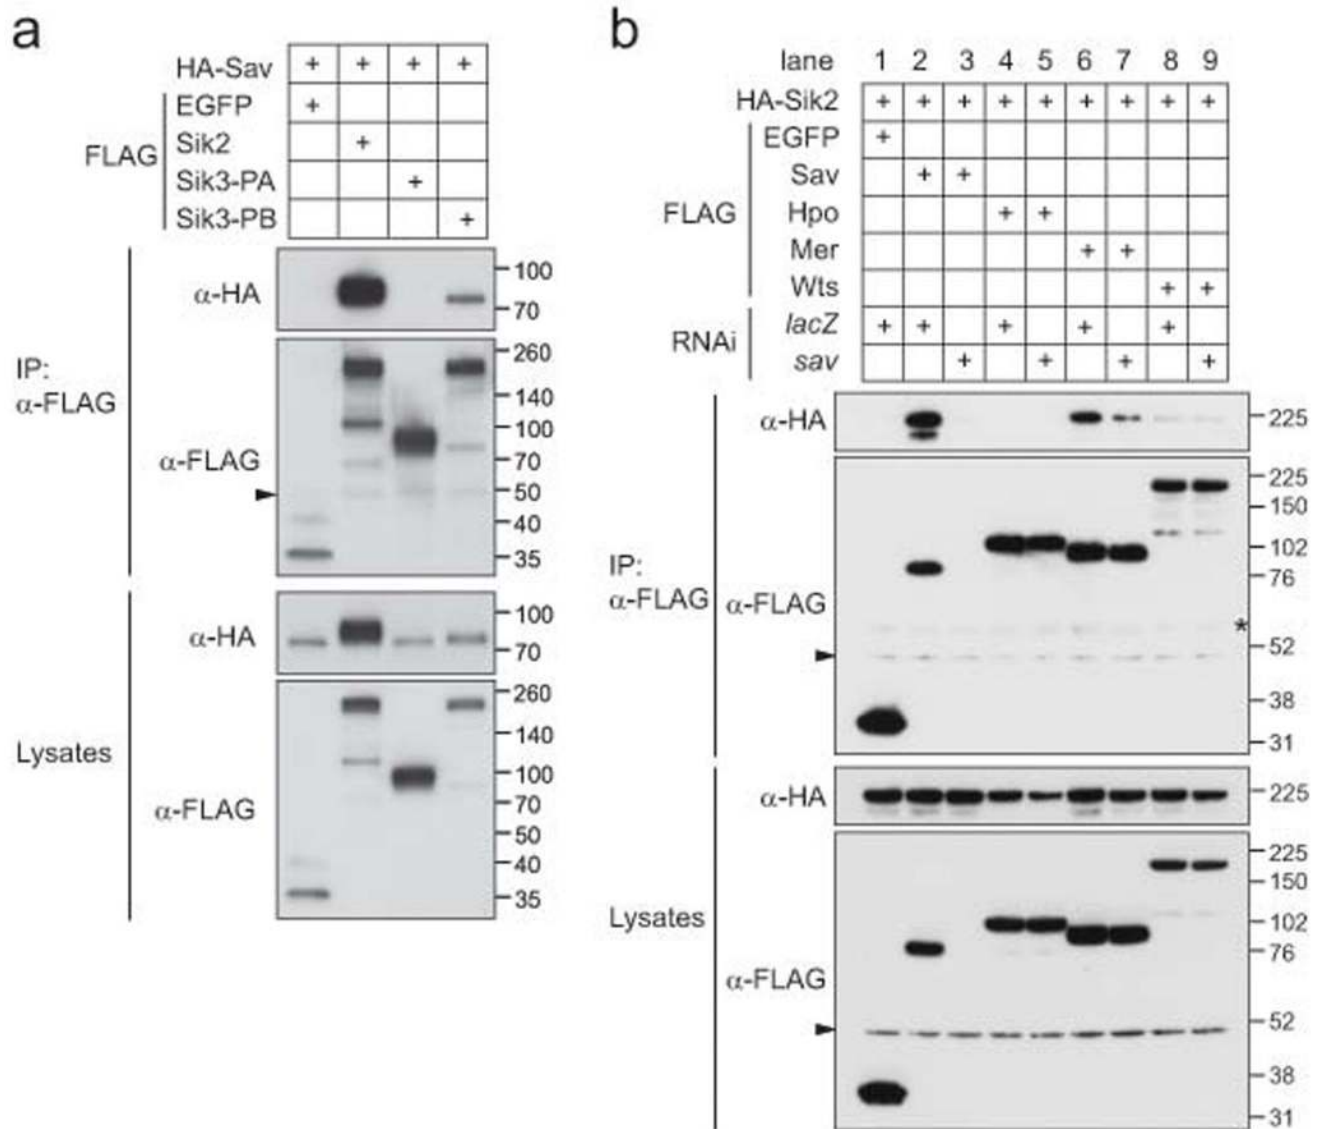 a
HA-Sav + + + +
FLAG
EGFP +
Sik2 +
Sik3-PA +
Sik3-PB +
IP:
α-FLAG
α-HA
100
70
α-FLAG
260
140
100
70
50
40
35
Lysates
α-HA
100
70
α-FLAG
260
140
100
70
50
40
35
b
lane 1 2 3 4 5 6 7 8 9
HA-Sik2 + + + + + + + + +
FLAG
EGFP +
Sav + +
Hpo + +
Mer + +
Wts + +
RNAi
lacZ + + + + +
sav + + + +
IP:
α-FLAG
α-HA
225
α-FLAG
225
150
102
76
*
52
38
31
Lysates
α-HA
225
α-FLAG
225
150
102
76
52
38
31